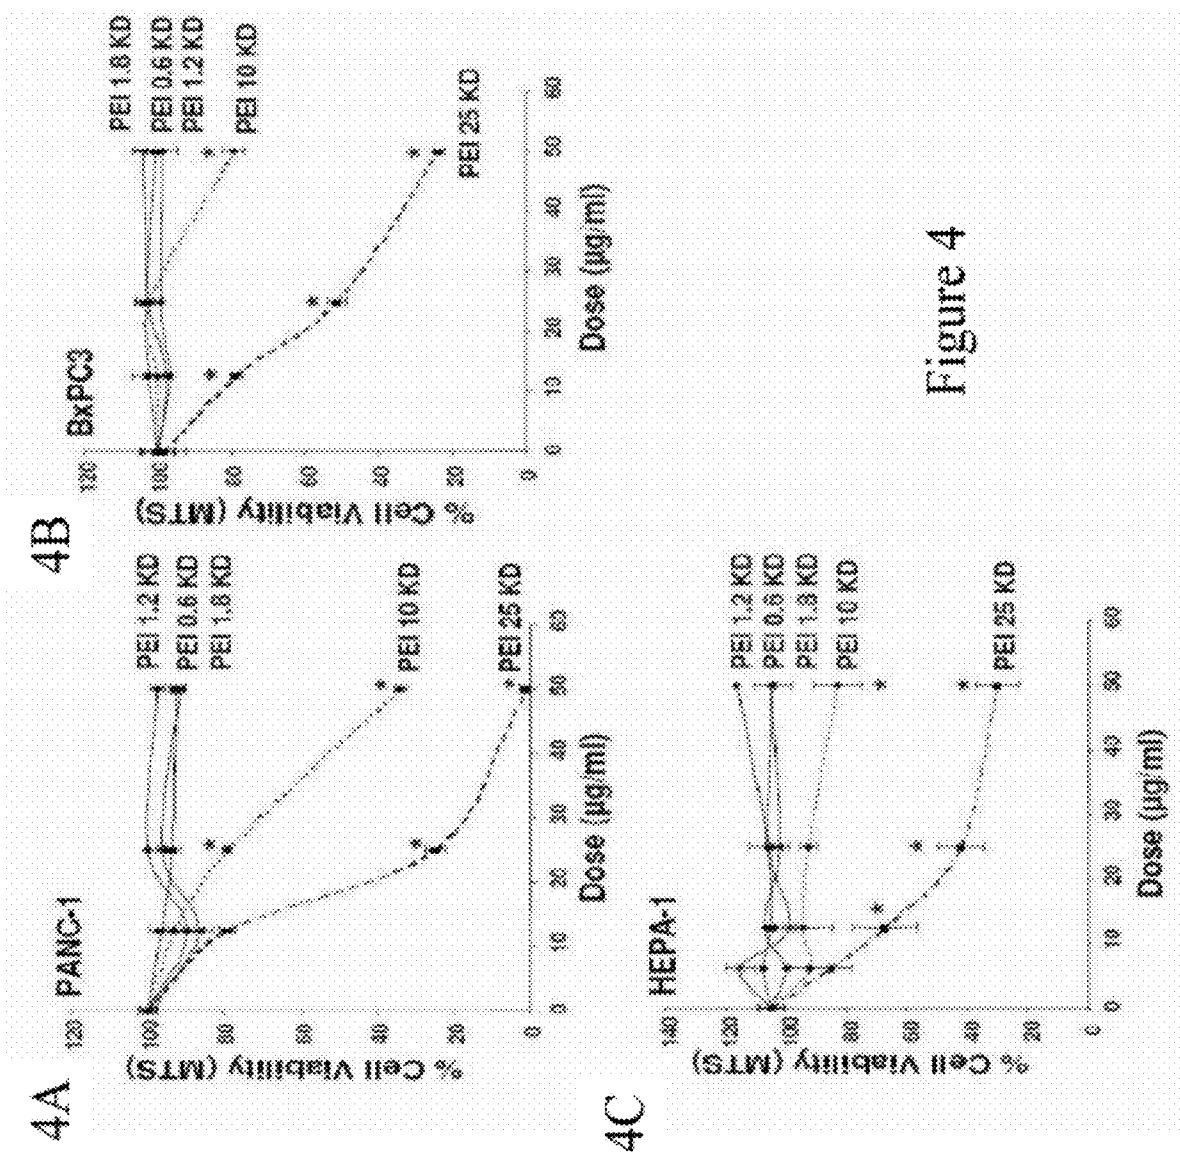 4A
PANC-1
% Cell Viability (MTS)
120
100
80
60
40
20
0
0 10 20 30 40 50 60
Dose (µg/ml)
PEI 1.2 KD
PEI 0.6 KD
PEI 1.8 KD
PEI 10 KD
PEI 25 KD
4B
BxPC3
% Cell Viability (MTS)
120
100
80
60
40
20
0
0 10 20 30 40 50 60
Dose (µg/ml)
PEI 1.8 KD
PEI 0.6 KD
PEI 1.2 KD
PEI 10 KD
PEI 25 KD
4C
HEPA-1
% Cell Viability (MTS)
140
120
100
80
60
40
20
0
0 10 20 30 40 50 60
Dose (µg/ml)
PEI 1.2 KD
PEI 0.6 KD
PEI 1.8 KD
PEI 10 KD
PEI 25 KD
Figure 4